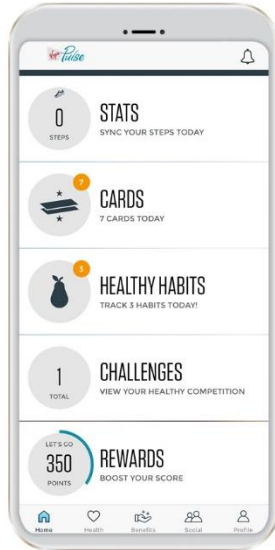 Virgin Pulse
0
STEPS
STATS
SYNC YOUR STEPS TODAY
7
CARDS
7 CARDS TODAY
3
HEALTHY HABITS
TRACK 3 HABITS TODAY!
1
TOTAL
CHALLENGES
VIEW YOUR HEALTHY COMPETITION
LET'S GO
350
POINTS
REWARDS
BOOST YOUR SCORE
Home Health Benefits Social Profile